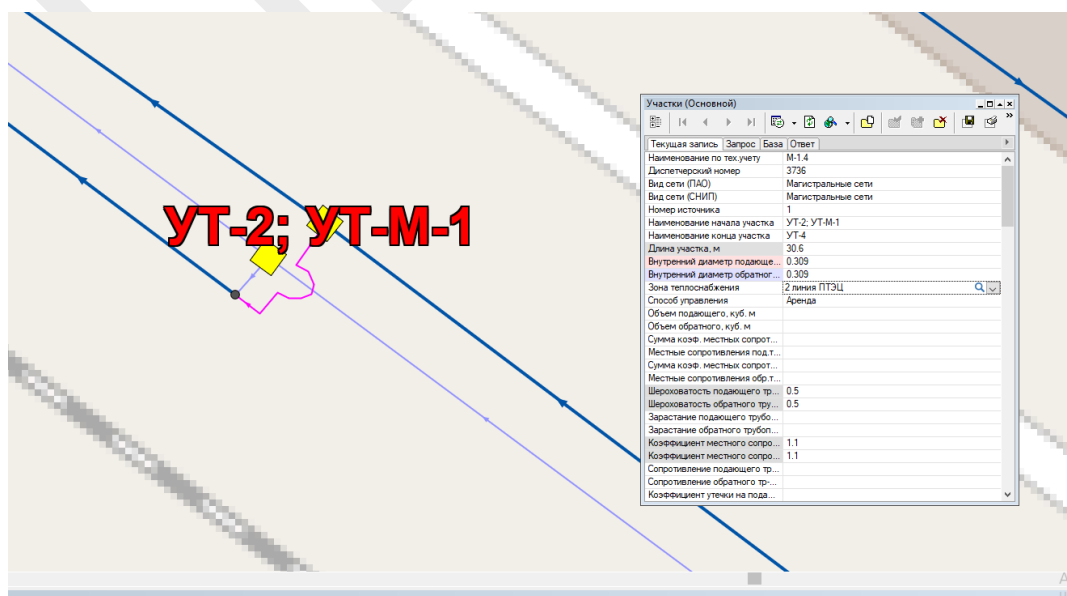 УТ-2; УТ-М-1
Участки (Основной)
Текущая запись Запрос База Ответ
Наименование по тех.учету М-1.4
Диспетчерский номер 3736
Вид сети (ПАО) Магистральные сети
Вид сети (СНИП) Магистральные сети
Номер источника 1
Наименование начала участка УТ-2; УТ-М-1
Наименование конца участка УТ-4
Длина участка, м 30.6
Внутренний диаметр подающе... 0.309
Внутренний диаметр обратног... 0.309
Зона теплоснабжения 2 линия ПТЭЦ
Способ управления Аренда
Объем подающего, куб. м
Объем обратного, куб. м
Сумма коэф. местных сопрот...
Местные сопротивления под.т...
Сумма коэф. местных сопрот...
Местные сопротивления обр.т...
Шероховатость подающего тр... 0.5
Шероховатость обратного тру... 0.5
Зарастание подающего трубо...
Зарастание обратного трубоп...
Коэффициент местного сопро... 1.1
Коэффициент местного сопро... 1.1
Сопротивление подающего тр...
Сопротивление обратного тр-...
Коэффициент утечки на пода...